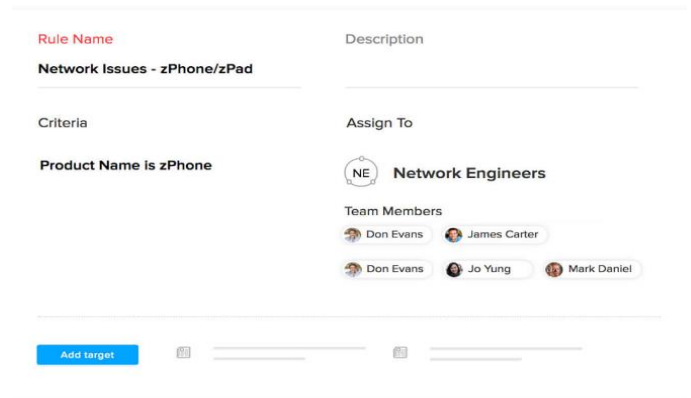 Rule Name
Description
Network Issues - zPhone/zPad
Criteria
Assign To
Product Name is zPhone
NE
Network Engineers
Team Members
Don Evans
James Carter
Don Evans
Jo Yung
Mark Daniel
Add target